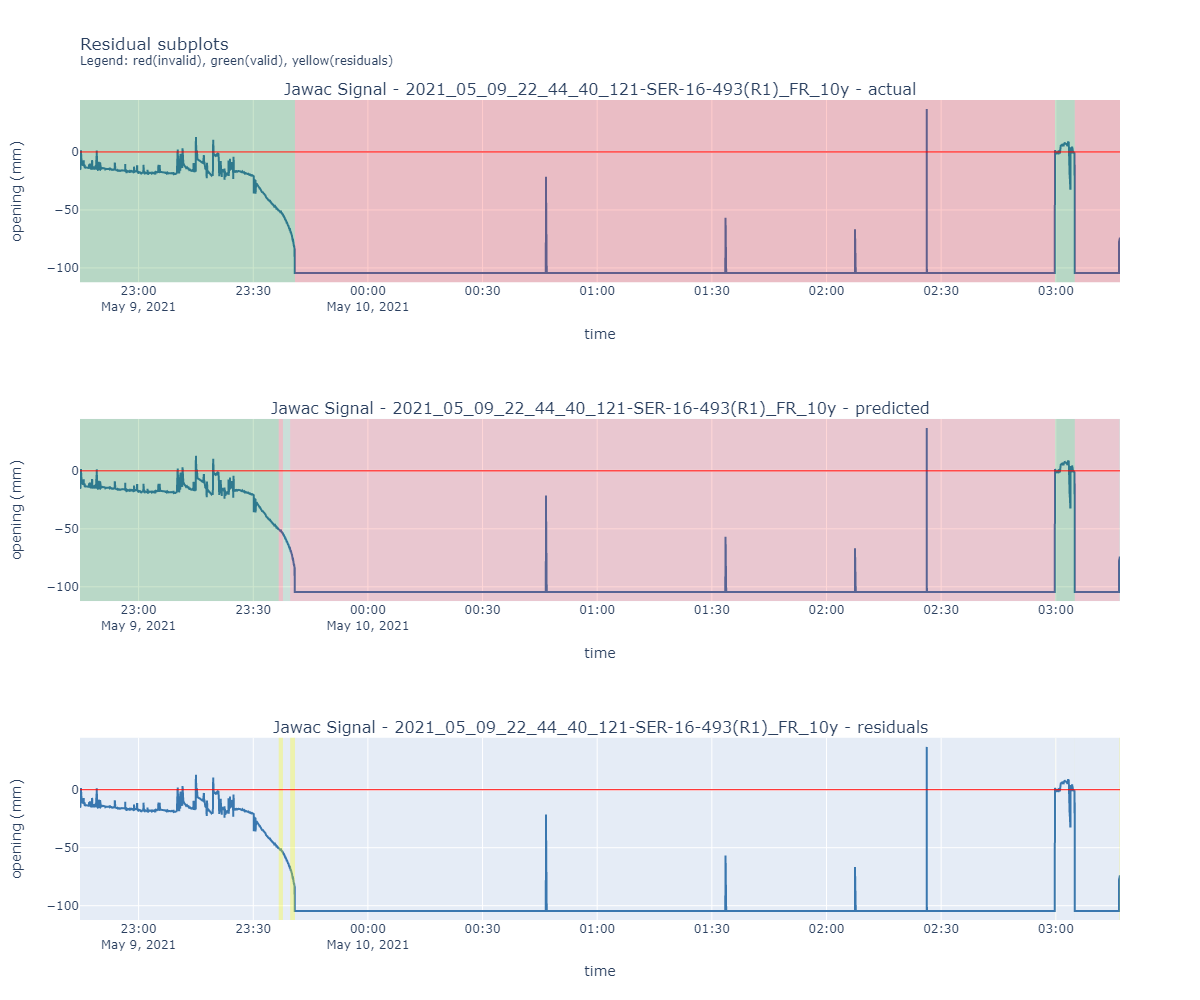 Residual subplots
Legend: red(invalid), green(valid), yellow(residuals)
Jawac Signal - 2021_05_09_22_44_40_121-SER-16-493(R1)_FR_10y - actual
opening (mm)
0
−50
−100
23:00 23:30 00:00 00:30 01:00 01:30 02:00 02:30 03:00
May 9, 2021 May 10, 2021
time
Jawac Signal - 2021_05_09_22_44_40_121-SER-16-493(R1)_FR_10y - predicted
opening (mm)
0
−50
−100
23:00 23:30 00:00 00:30 01:00 01:30 02:00 02:30 03:00
May 9, 2021 May 10, 2021
time
Jawac Signal - 2021_05_09_22_44_40_121-SER-16-493(R1)_FR_10y - residuals
opening (mm)
0
−50
−100
23:00 23:30 00:00 00:30 01:00 01:30 02:00 02:30 03:00
May 9, 2021 May 10, 2021
time